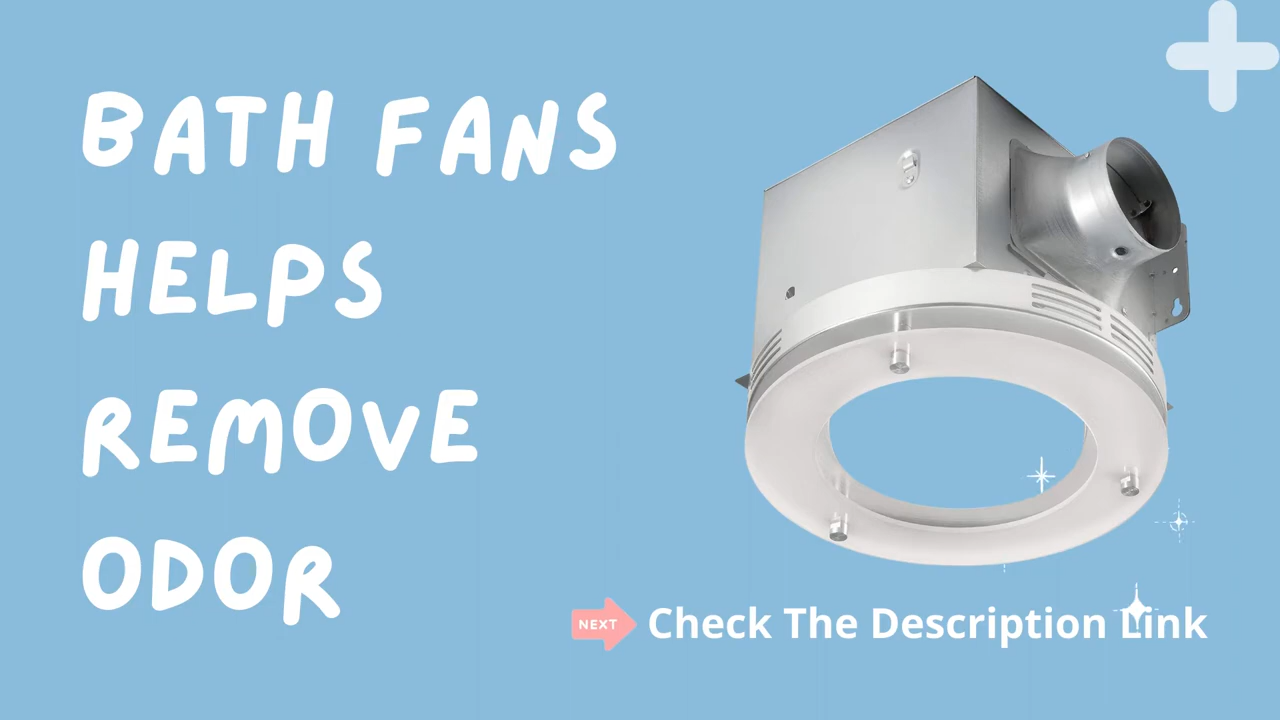 BATH FANS
HELPS
REMOVE
ODOR
NEXT
Check The Description Link